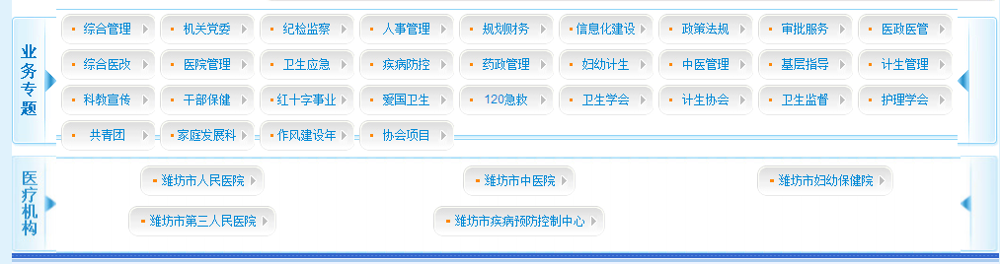 业务专题
综合管理 机关党委 纪检监察 人事管理 规划财务 信息化建设 政策法规 审批服务 医政医管
综合医改 医院管理 卫生应急 疾病防控 药政管理 妇幼计生 中医管理 基层指导 计生管理
科教宣传 干部保健 红十字事业 爱国卫生 120急救 卫生学会 计生协会 卫生监督 护理学会
共青团 家庭发展科 作风建设年 协会项目
医疗机构
潍坊市人民医院 潍坊市中医院 潍坊市妇幼保健院
潍坊市第三人民医院 潍坊市疾病预防控制中心